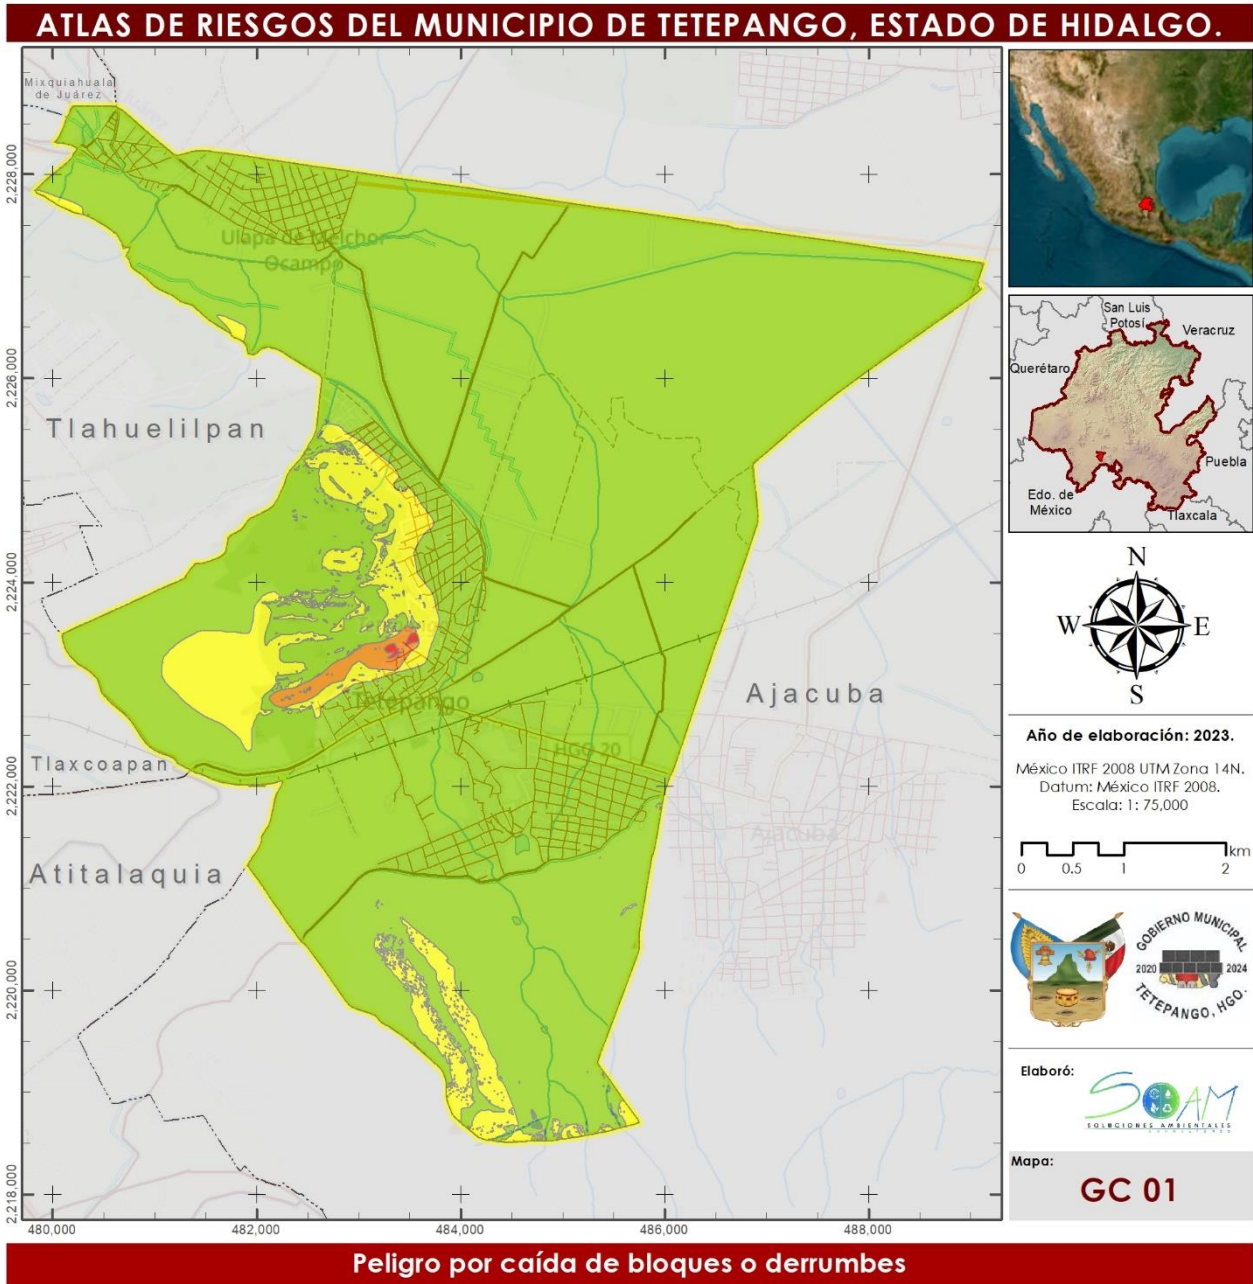 ATLAS DE RIESGOS DEL MUNICIPIO DE TETEPANGO, ESTADO DE HIDALGO.
Mixquiahuala
de Juárez
2,228,000
Ulapa de Melchor
Ocampo
2,226,000
Tlahuelilpan
2,224,000
Ajacuba
Tetepango
HGO 20
Tlaxcoapan
2,222,000
Ajacuba
Atitalaquia
2,220,000
2,218,000
480,000
482,000
484,000
486,000
488,000
San Luis
Potosí
Veracruz
Querétaro
Puebla
Edo. de
México
Tlaxcala
N
W
E
S
Año de elaboración: 2023.
México ITRF 2008 UTM Zona 14N.
Datum: México ITRF 2008.
Escala: 1: 75,000
km
0 0.5 1 2
GOBIERNO MUNICIPAL
2020 2024
TETEPANGO, HGO.
Elaboró:
SOAM
SOLUCIONES AMBIENTALES
Mapa:
GC 01
Peligro por caída de bloques o derrumbes